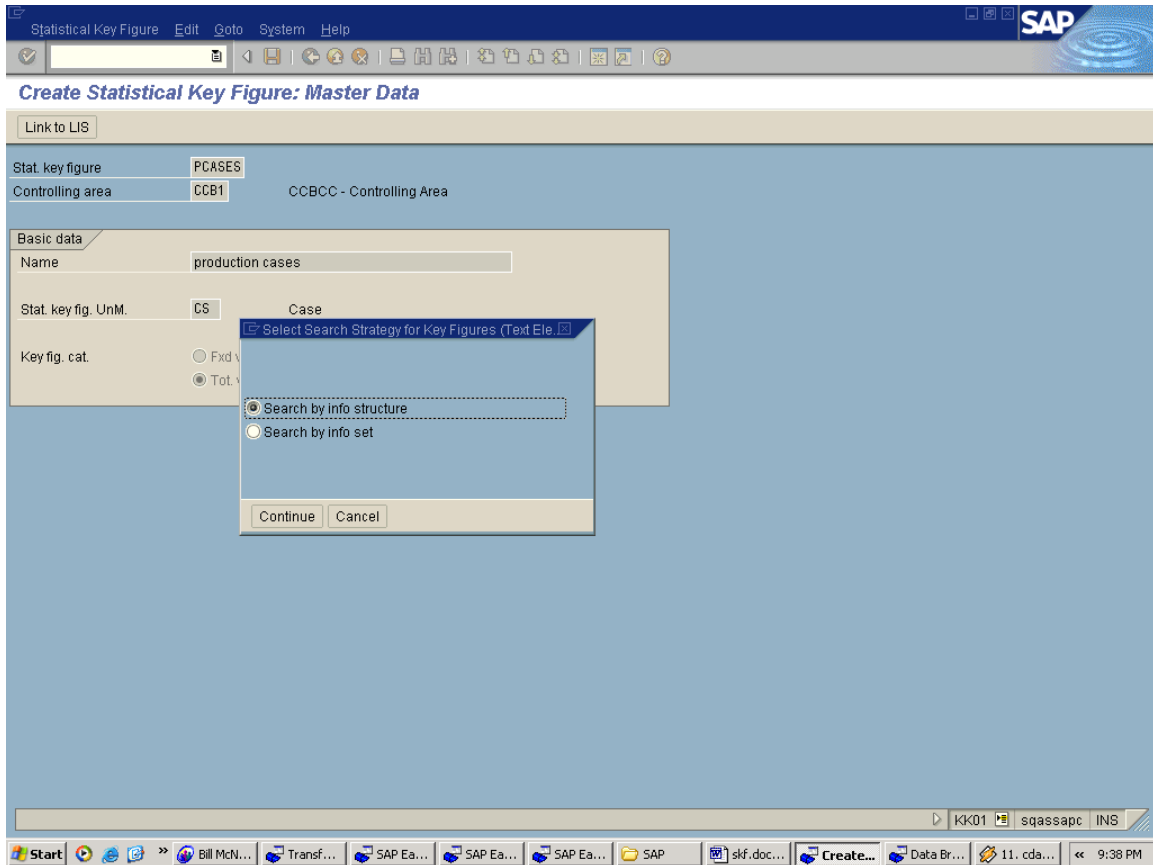 Statistical Key Figure Edit Goto System Help
SAP
Create Statistical Key Figure: Master Data
Link to LIS
Stat. key figure PCASES
Controlling area CCB1 CCBCC - Controlling Area
Basic data
Name production cases
Stat. key fig. UnM. CS Case
Select Search Strategy for Key Figures (Text Ele.
Key fig. cat. Fxd v
Tot. v
Search by info structure
Search by info set
Continue Cancel
KK01 sqassapc INS
Start » Bill McN... Transf... SAP Ea... SAP Ea... SAP Ea... SAP skf.doc... Create... Data Br... 11. cda... « 9:38 PM